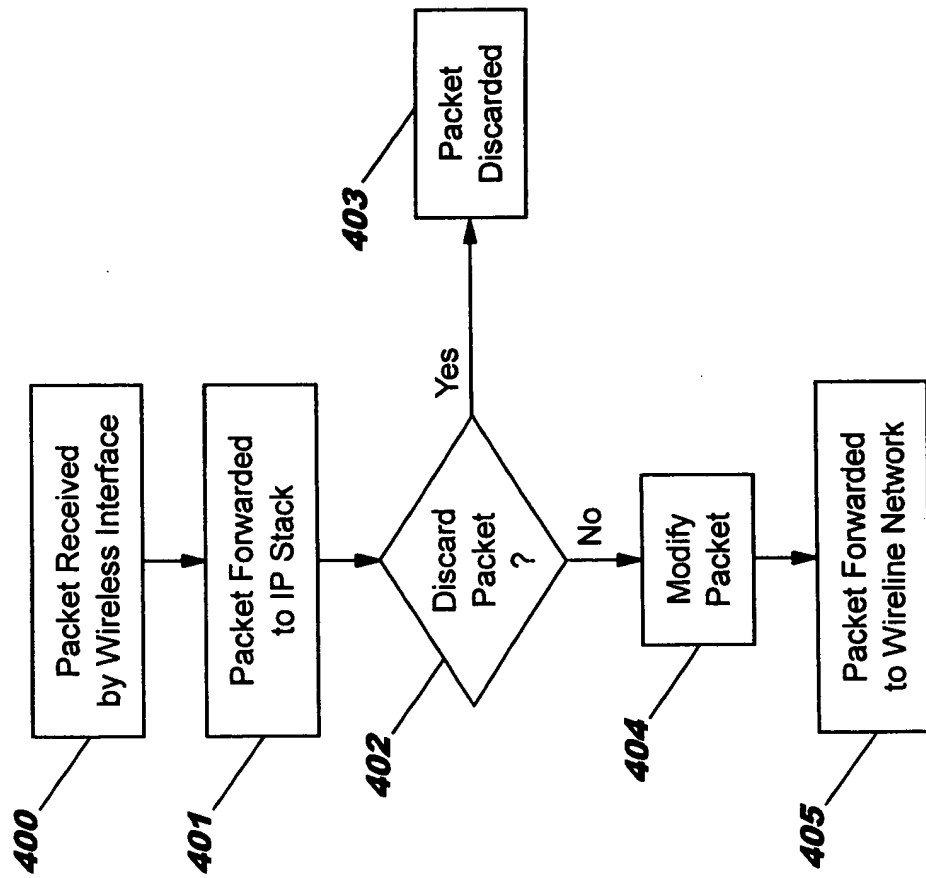 400
Packet Received
by Wireless Interface
401
Packet Forwarded
to IP Stack
402
Discard
Packet
?
Yes
403
Packet
Discarded
No
404
Modify
Packet
405
Packet Forwarded
to Wireline Network